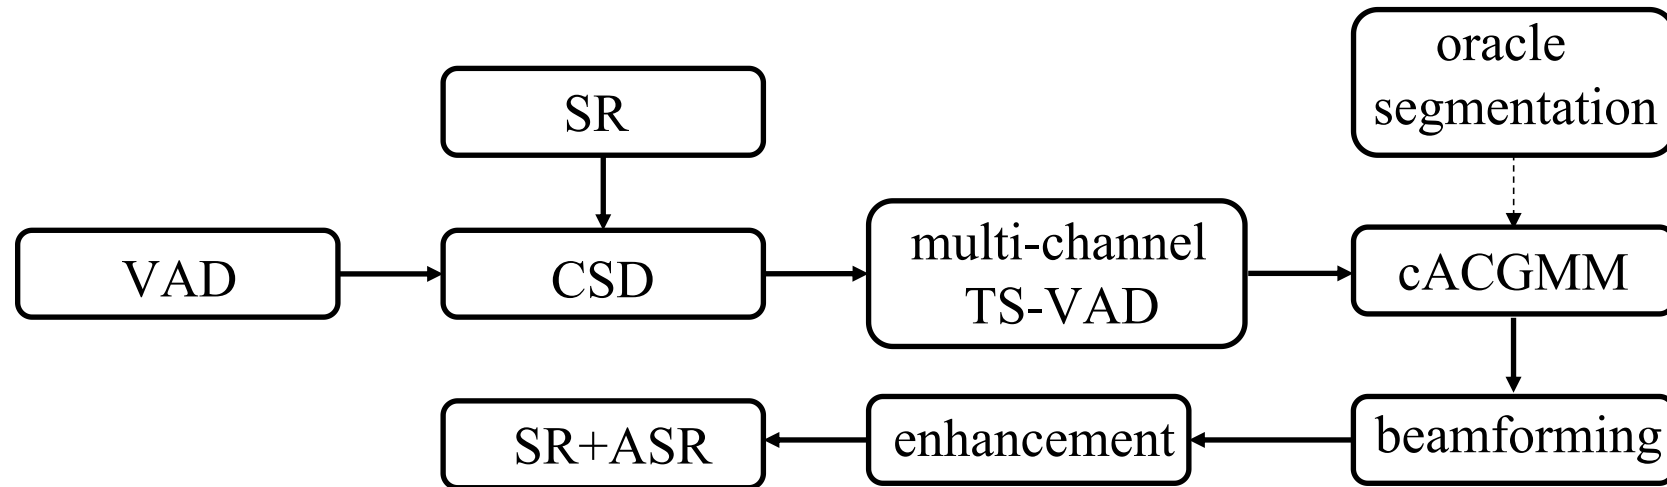 oracle
segmentation
SR
VAD
CSD
multi-channel
TS-VAD
cACGMM
SR+ASR
enhancement
beamforming